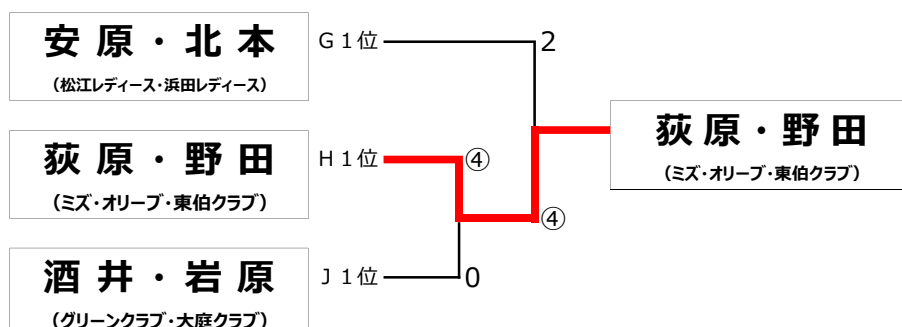 安原・北本
(松江レディース・浜田レディース)
G1位
2
荻原・野田
(ミズ・オリーブ・東伯クラブ)
H1位
④
荻原・野田
(ミズ・オリーブ・東伯クラブ)
④
酒井・岩原
(グリーンクラブ・大庭クラブ)
J1位
0